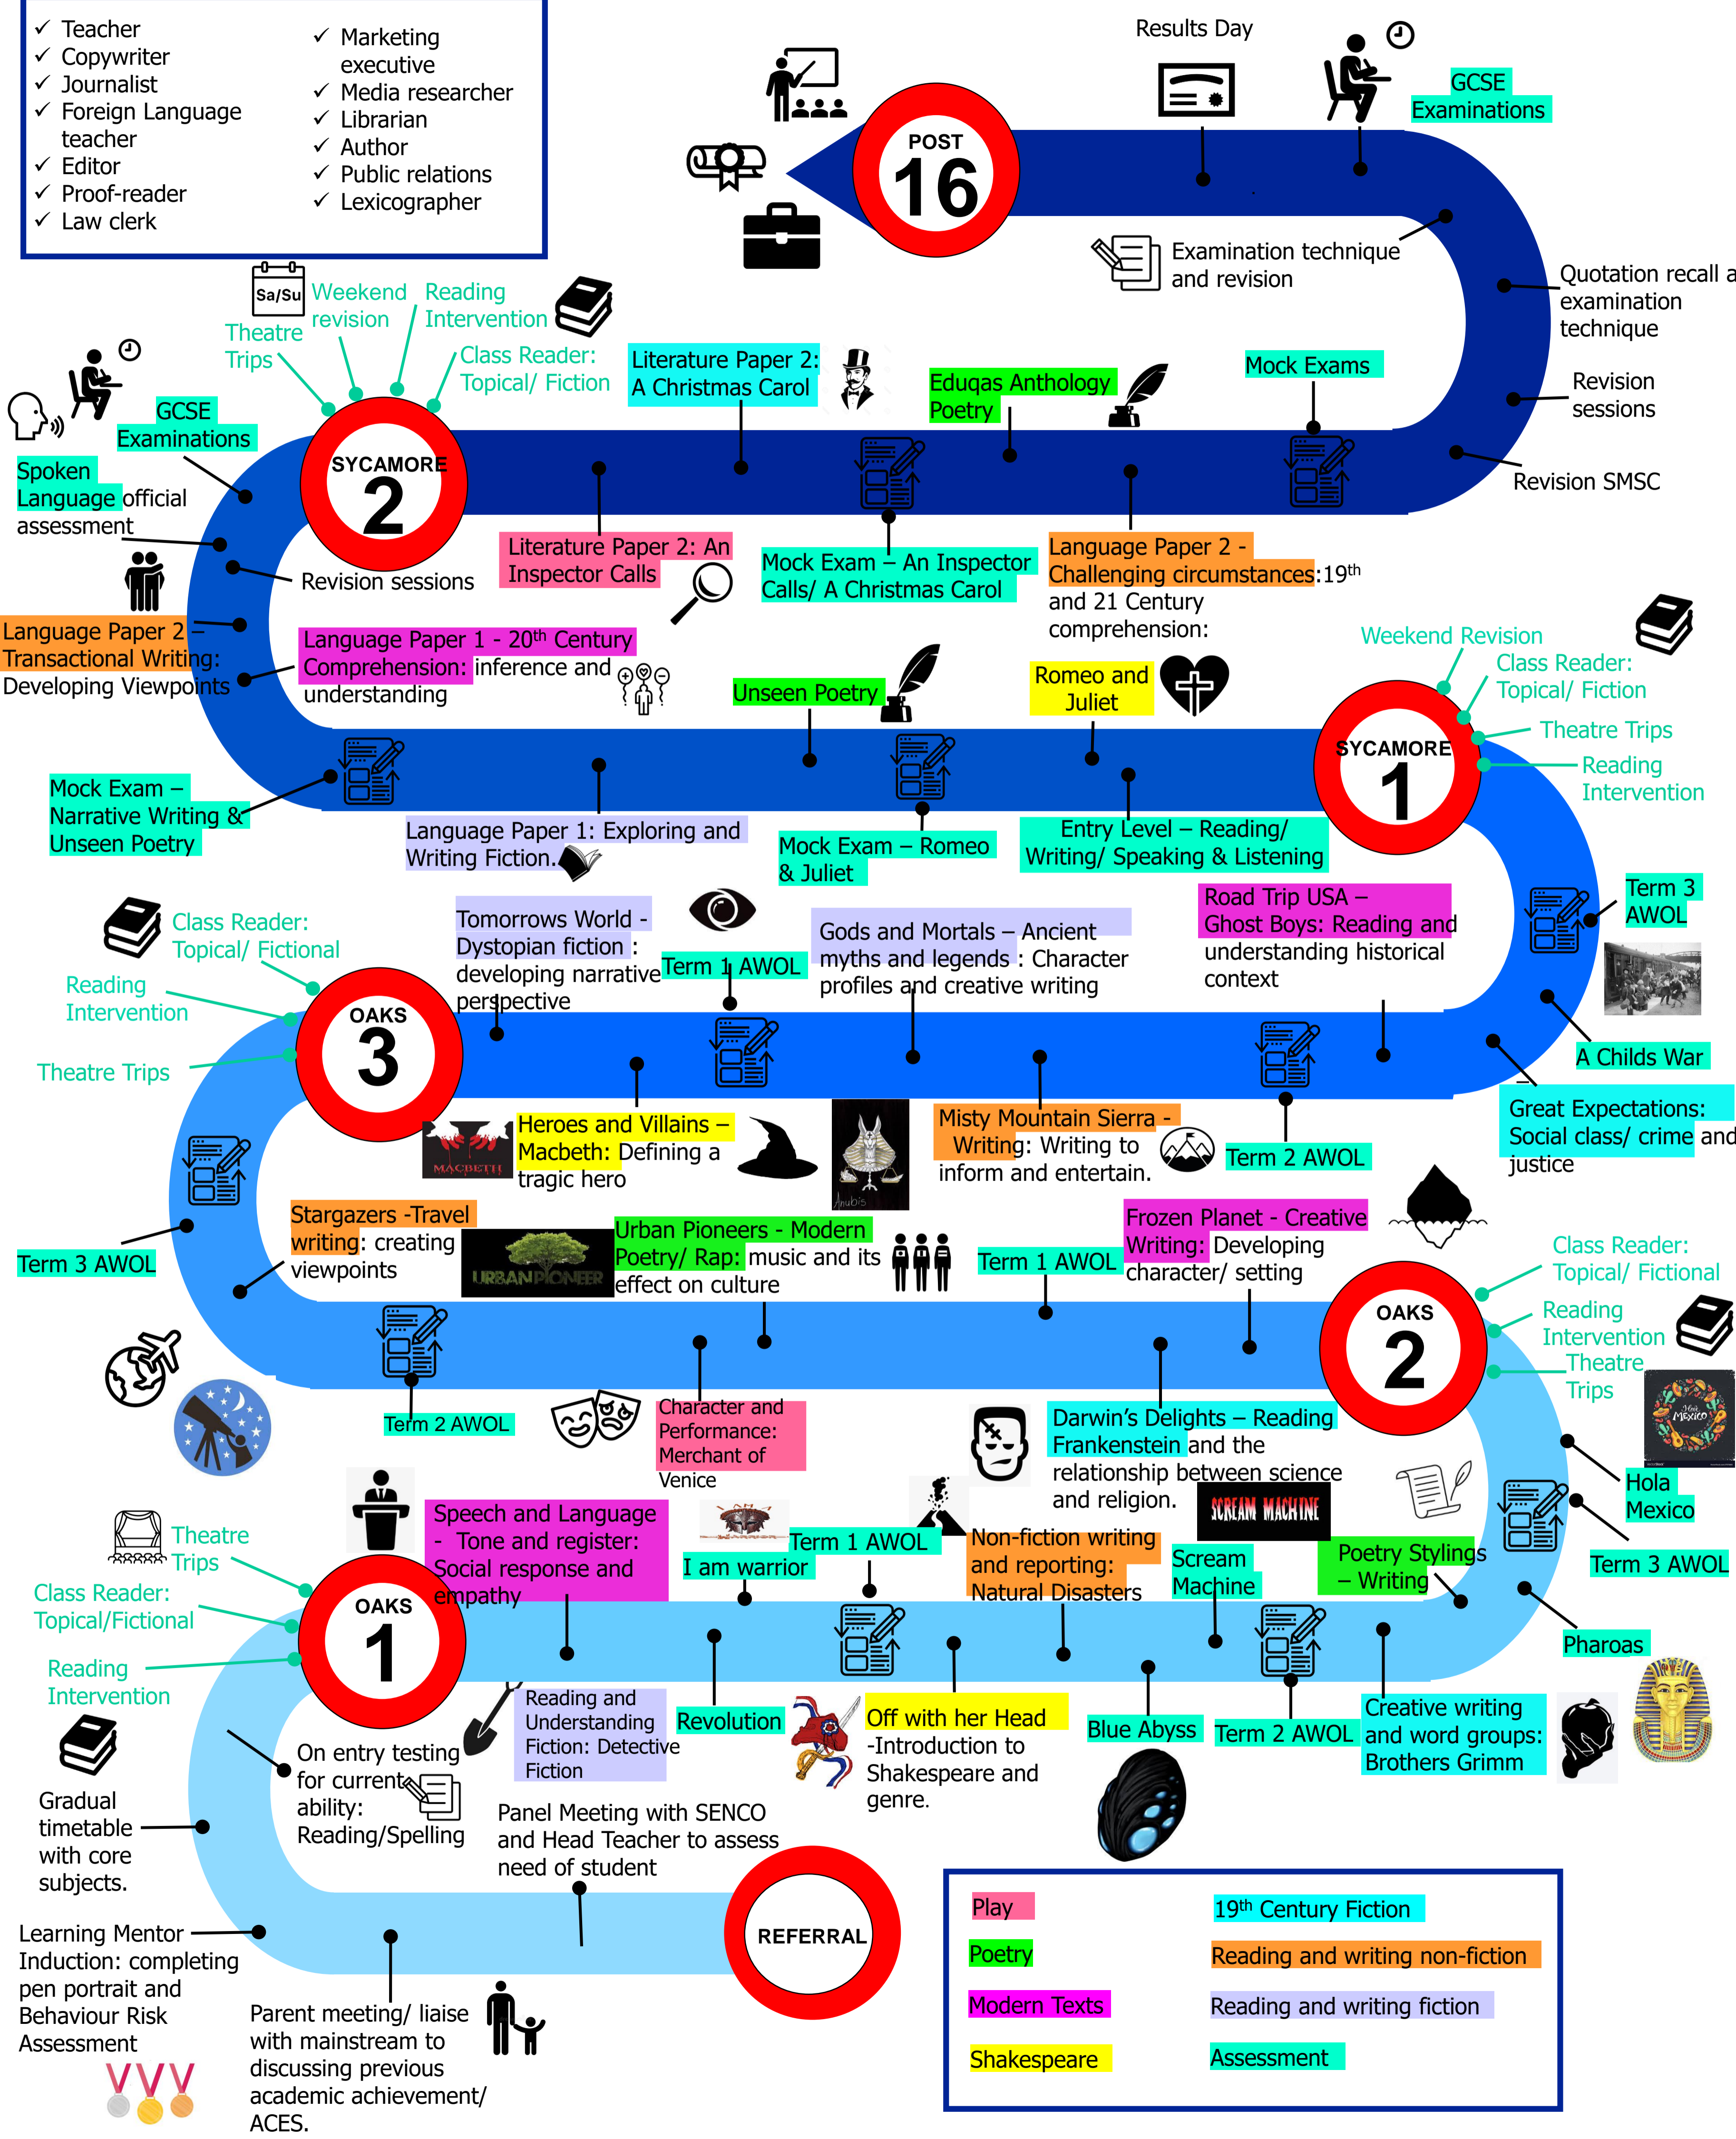 Teacher
Copywriter
Journalist
Foreign Language
teacher
Editor
Proof-reader
Law clerk
Marketing
executive
Media researcher
Librarian
Author
Public relations
Lexicographer
Results Day
GCSE
Examinations
POST
16
Examination technique
and revision
Quotation recall a
examination
technique
Revision
sessions
Revision SMSC
Sa/Su
Weekend
revision
Reading
Intervention
Theatre
Trips
Class Reader:
Topical/ Fiction
Literature Paper 2:
A Christmas Carol
Eduqas Anthology
Poetry
Mock Exams
GCSE
Examinations
Spoken
Language official
assessment
SYCAMORE
2
Revision sessions
Literature Paper 2: An
Inspector Calls
Mock Exam – An Inspector
Calls/ A Christmas Carol
Language Paper 2 -
Challenging circumstances:19th
and 21 Century
comprehension:
Language Paper 2 –
Transactional Writing:
Developing Viewpoints
Language Paper 1 - 20th Century
Comprehension: inference and
understanding
Unseen Poetry
Romeo and
Juliet
Weekend Revision
Class Reader:
Topical/ Fiction
Theatre Trips
Reading
Intervention
SYCAMORE
1
Mock Exam –
Narrative Writing &
Unseen Poetry
Language Paper 1: Exploring and
Writing Fiction.
Mock Exam – Romeo
& Juliet
Entry Level – Reading/
Writing/ Speaking & Listening
Term 3
AWOL
Class Reader:
Topical/ Fictional
Reading
Intervention
Theatre Trips
OAKS
3
Tomorrows World -
Dystopian fiction :
developing narrative
perspective
Term 1 AWOL
Gods and Mortals – Ancient
myths and legends : Character
profiles and creative writing
Road Trip USA –
Ghost Boys: Reading and
understanding historical
context
A Childs War
–
Great Expectations:
Social class/ crime and
justice
MACBETH
Heroes and Villains –
Macbeth: Defining a
tragic hero
Anubis
Misty Mountain Sierra -
Writing: Writing to
inform and entertain.
Term 2 AWOL
Term 3 AWOL
Stargazers -Travel
writing: creating
viewpoints
URBAN PIONEER
Urban Pioneers - Modern
Poetry/ Rap: music and its
effect on culture
Term 1 AWOL
Frozen Planet - Creative
Writing: Developing
character/ setting
OAKS
2
Class Reader:
Topical/ Fictional
Reading
Intervention
Theatre
Trips
MEXICO
Term 2 AWOL
Character and
Performance:
Merchant of
Venice
Darwin's Delights – Reading
Frankenstein and the
relationship between science
and religion.
SCREAM MACHINE
Hola
Mexico
Term 3 AWOL
Theatre
Trips
Class Reader:
Topical/Fictional
Reading
Intervention
OAKS
1
Speech and Language
- Tone and register:
Social response and
empathy
I am warrior
Term 1 AWOL
Non-fiction writing
and reporting:
Natural Disasters
Scream
Machine
Poetry Stylings
– Writing
Pharoas
Reading and
Understanding
Fiction: Detective
Fiction
Revolution
Off with her Head
-Introduction to
Shakespeare and
genre.
Blue Abyss
Term 2 AWOL
Creative writing
and word groups:
Brothers Grimm
On entry testing
for current
ability:
Reading/Spelling
Gradual
timetable
with core
subjects.
Panel Meeting with SENCO
and Head Teacher to assess
need of student
REFERRAL
Learning Mentor
Induction: completing
pen portrait and
Behaviour Risk
Assessment
Parent meeting/ liaise
with mainstream to
discussing previous
academic achievement/
ACES.
Play
Poetry
Modern Texts
Shakespeare
19th Century Fiction
Reading and writing non-fiction
Reading and writing fiction
Assessment